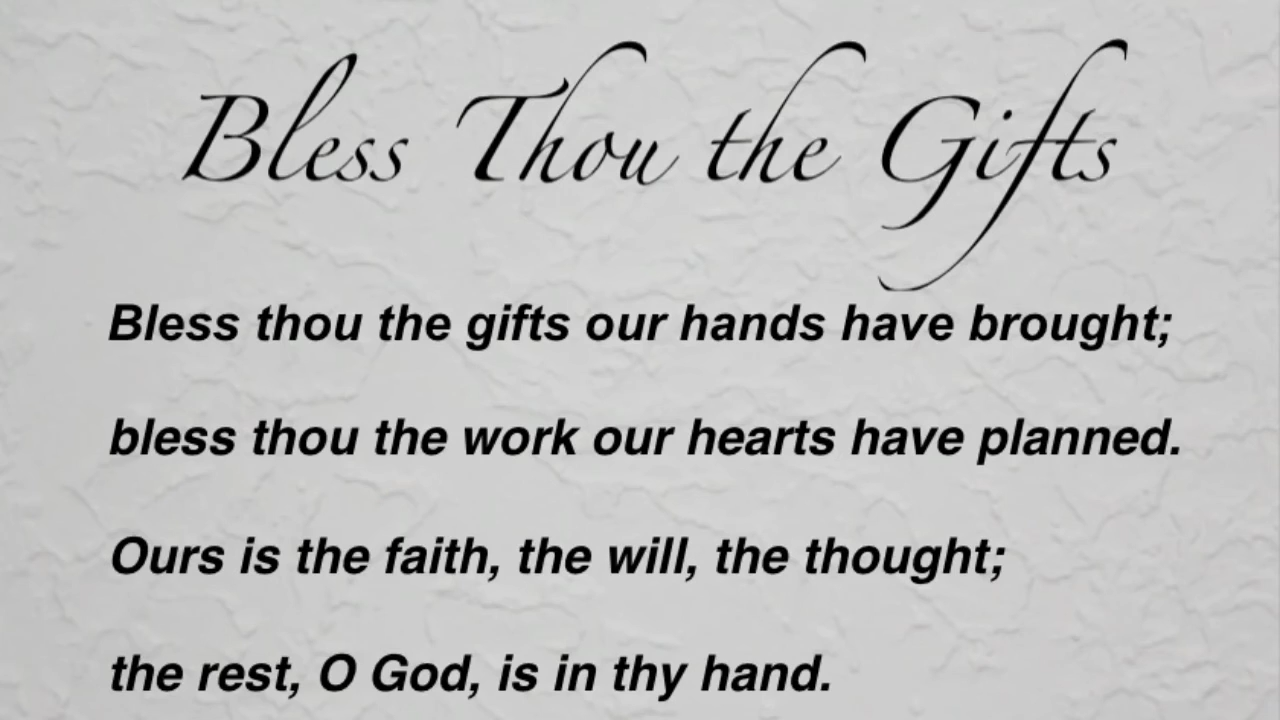 Bless Thou the Gifts
Bless thou the gifts our hands have brought;
bless thou the work our hearts have planned.
Ours is the faith, the will, the thought;
the rest, O God, is in thy hand.